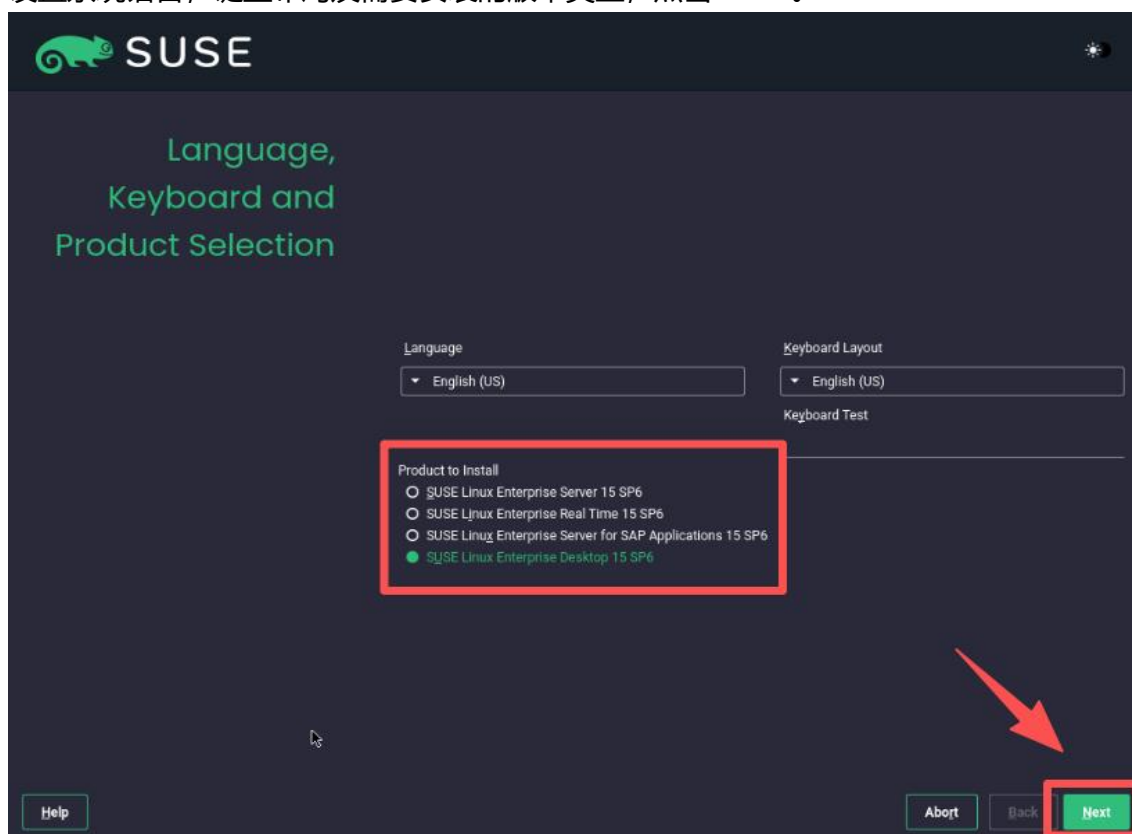 SUSE
Language,
Keyboard and
Product Selection
Language
Keyboard Layout
English (US)
English (US)
Keyboard Test
Product to Install
SUSE Linux Enterprise Server 15 SP6
SUSE Linux Enterprise Real Time 15 SP6
SUSE Linux Enterprise Server for SAP Applications 15 SP6
SUSE Linux Enterprise Desktop 15 SP6
Help
Abort
Back
Next